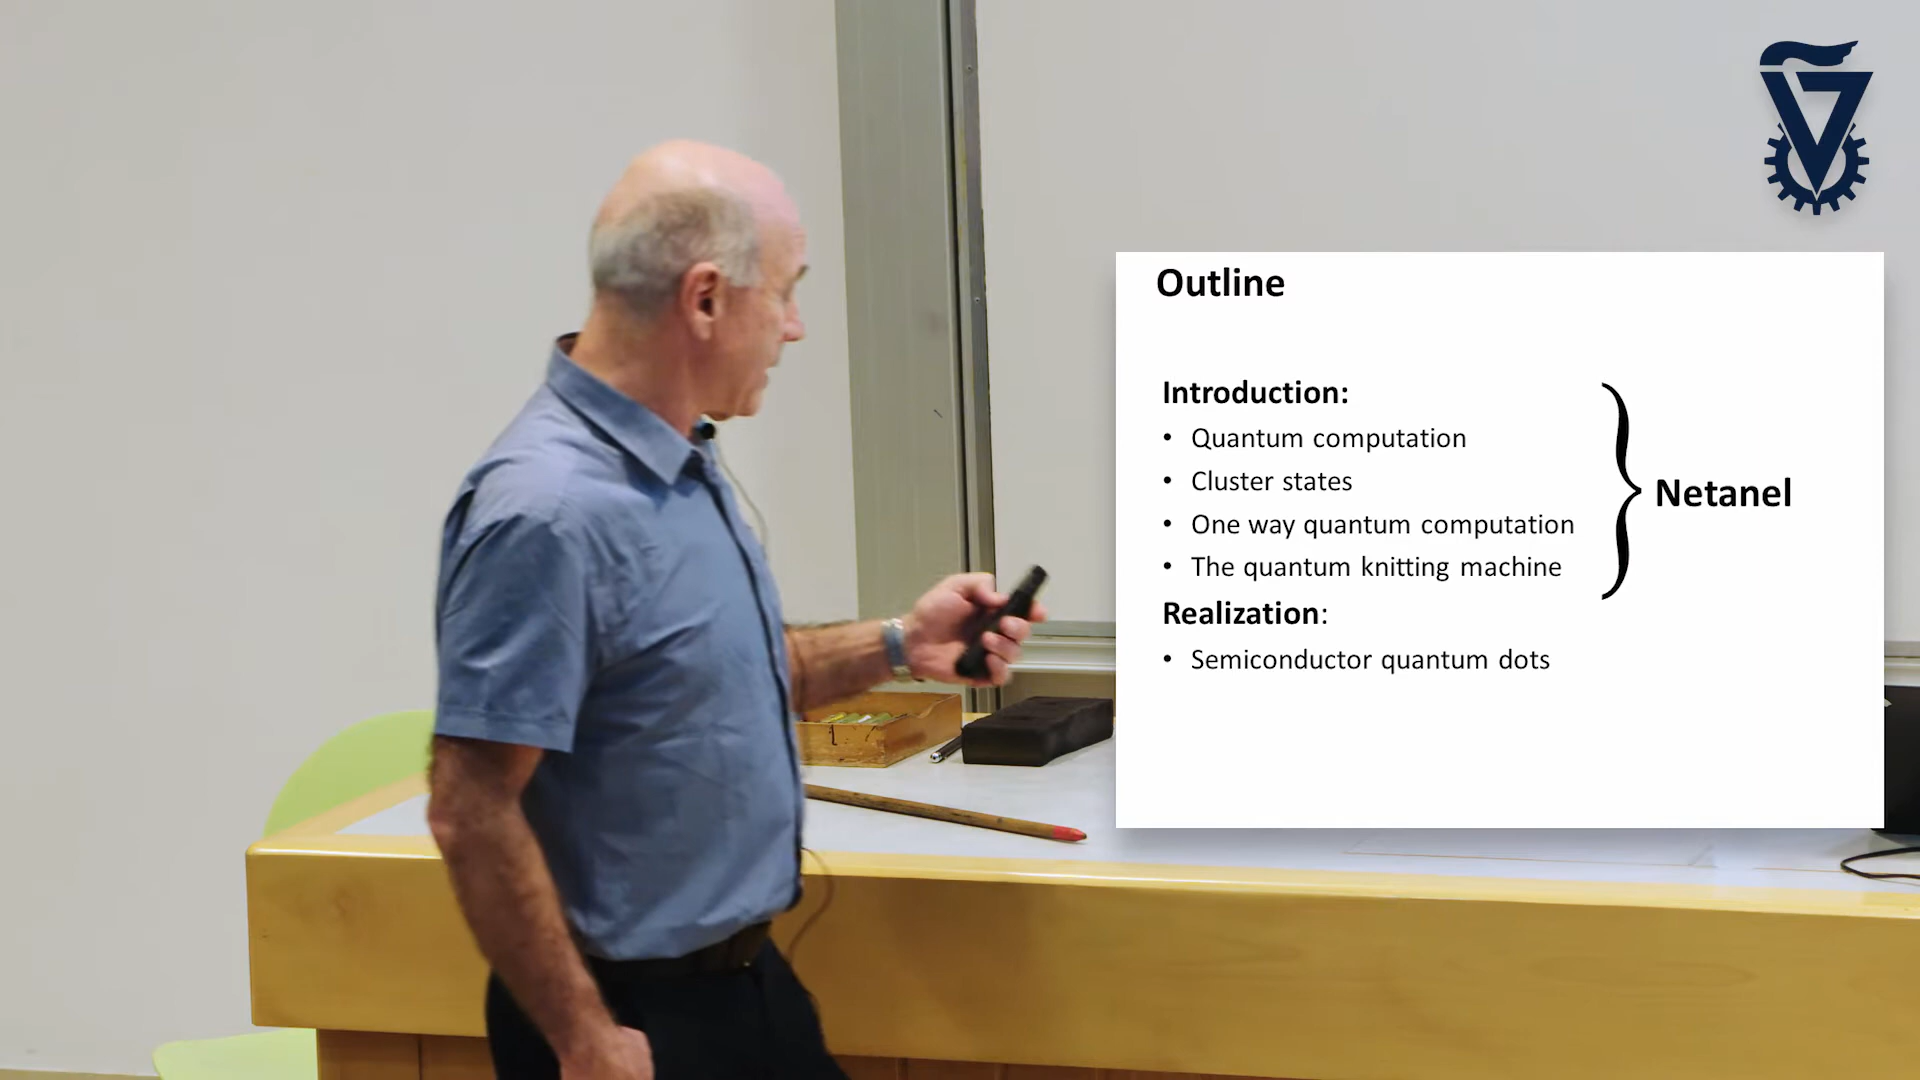 Outline
Introduction:
• Quantum computation
• Cluster states
• One way quantum computation
• The quantum knitting machine
Netanel
Realization:
• Semiconductor quantum dots